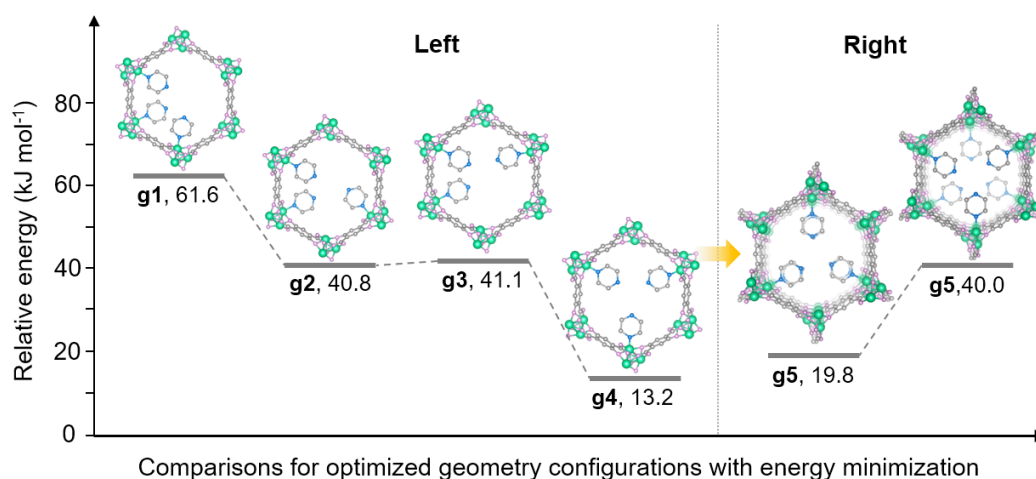 Left
Right
Relative energy (kJ mol⁻¹)
80
60
40
20
0
g1, 61.6
g2, 40.8
g3, 41.1
g4, 13.2
g5, 19.8
g5,40.0
Comparisons for optimized geometry configurations with energy minimization